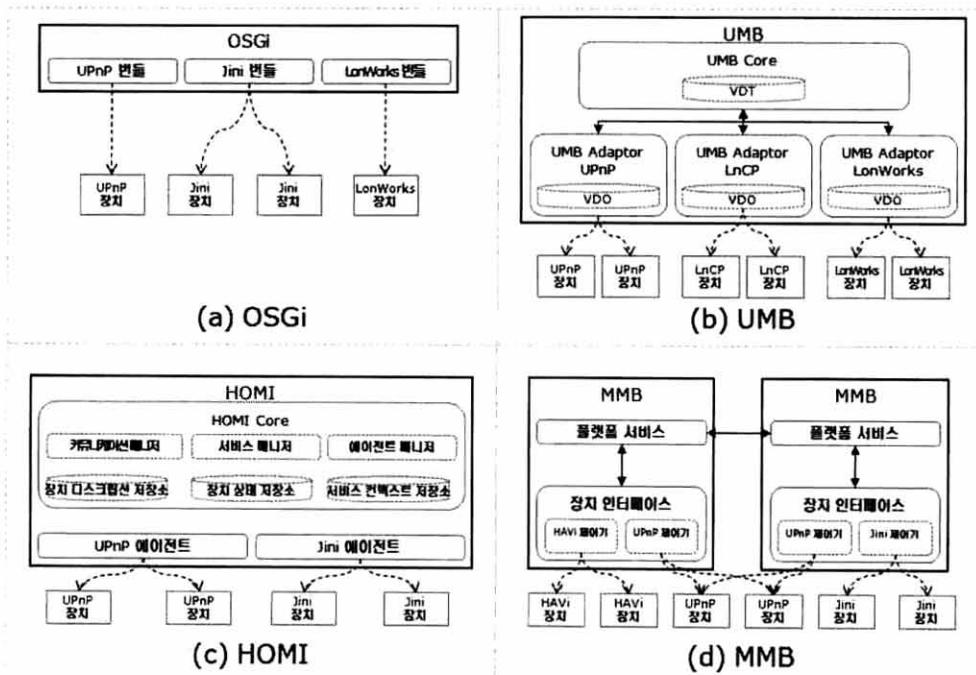 OSGi
UPnP 번들
Jini 번들
LonWorks 번들
UPnP
장치
Jini
장치
Jini
장치
LonWorks
장치
(a) OSGi
UMB
UMB Core
VDT
UMB Adaptor
UPnP
VDO
UMB Adaptor
LnCP
VDO
UMB Adaptor
LonWorks
VDO
UPnP
장치
UPnP
장치
LnCP
장치
LnCP
장치
LonWorks
장치
LonWorks
장치
(b) UMB
HOMI
HOMI Core
커뮤니케이션 매니저
서비스 매니저
에이전트 매니저
장치 디스크립션 저장소
장치 상태 저장소
서비스 컨텍스트 저장소
UPnP 에이전트
Jini 에이전트
UPnP
장치
UPnP
장치
Jini
장치
Jini
장치
(c) HOMI
MMB
플랫폼 서비스
장치 인터페이스
HAVi 제어기
UPnP 제어기
MMB
플랫폼 서비스
장치 인터페이스
UPnP 제어기
Jini 제어기
HAVi
장치
HAVi
장치
UPnP
장치
UPnP
장치
Jini
장치
Jini
장치
(d) MMB